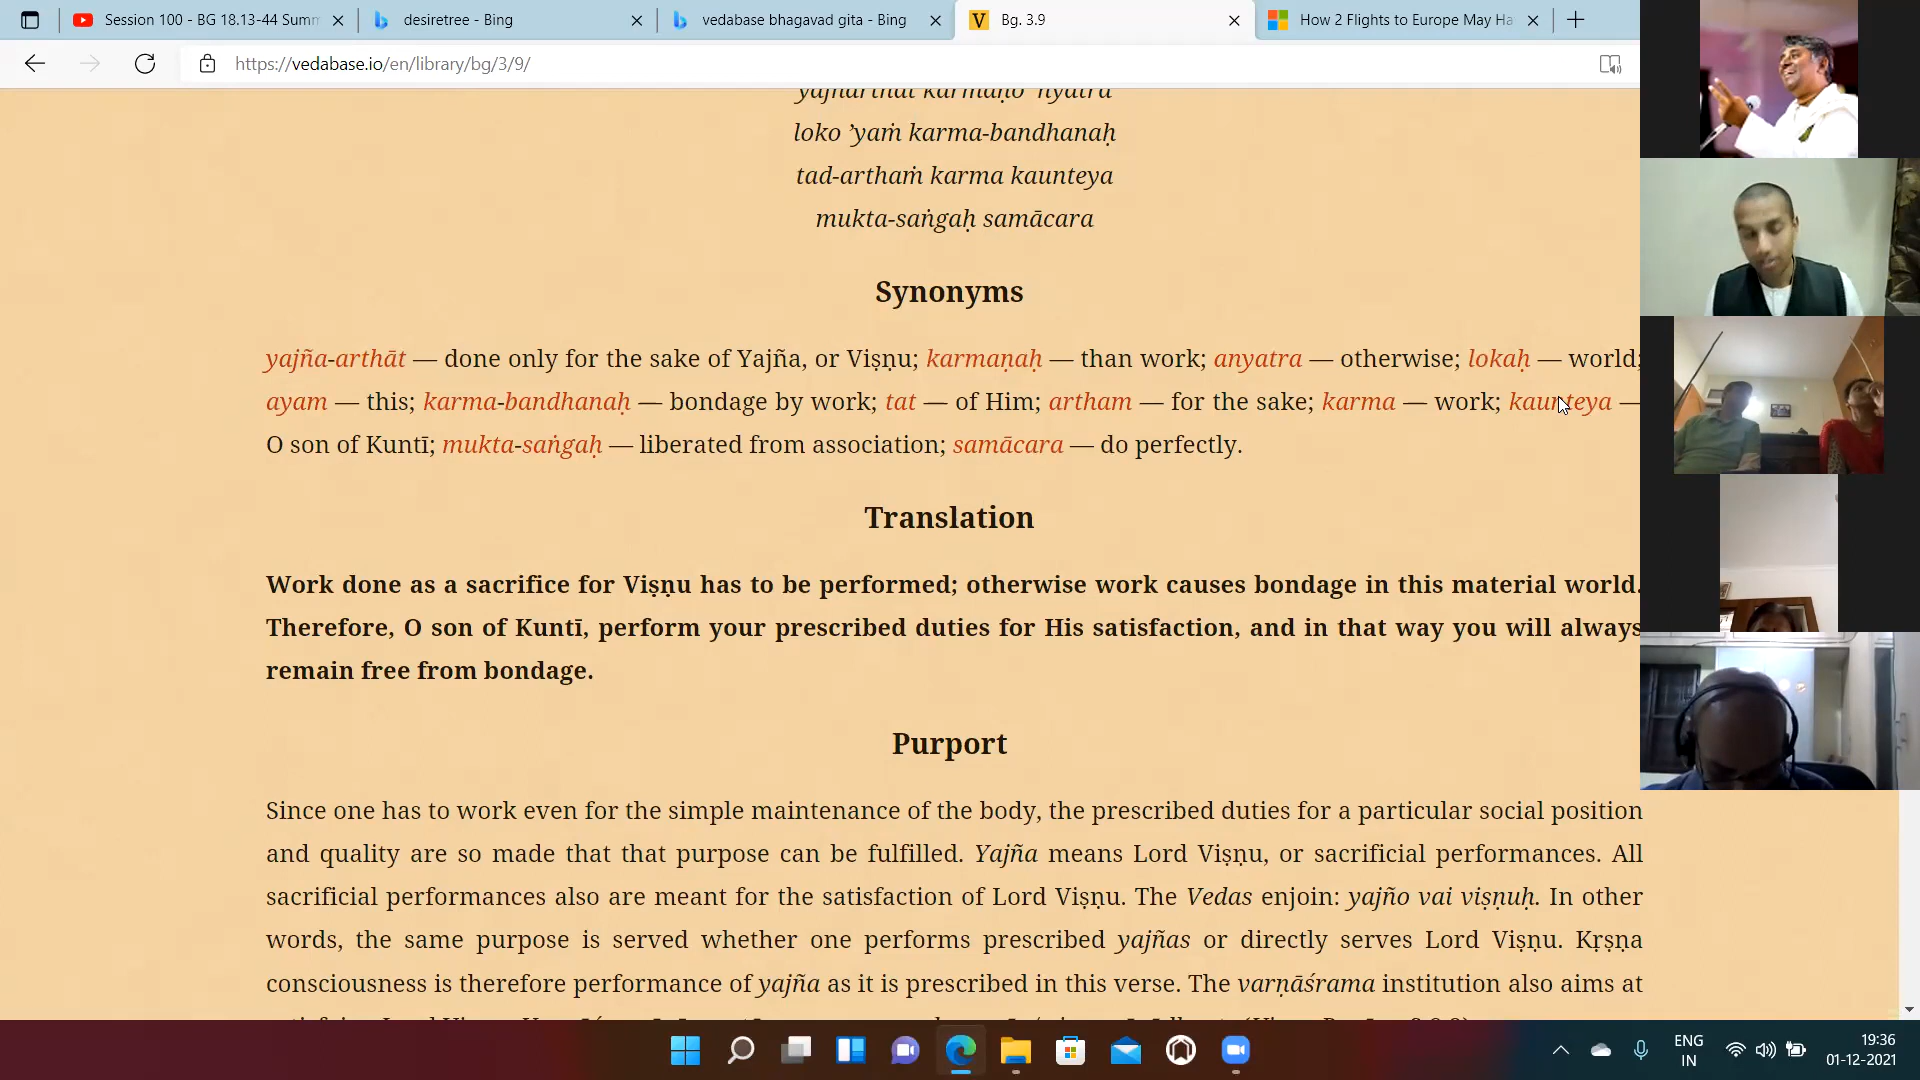 Session 100 - BG 18.13-44 Summ
desiretree - Bing
vedabase bhagavad gita - Bing
Bg. 3.9
How 2 Flights to Europe May Ha
https://vedabase.io/en/library/bg/3/9/
yajñārthāt karmaṇo ’nyatra
loko ’yaṁ karma-bandhanaḥ
tad-arthaṁ karma kaunteya
mukta-saṅgaḥ samācara
Synonyms
yajña-arthāt — done only for the sake of Yajña, or Viṣṇu; karmaṇaḥ — than work; anyatra — otherwise; lokaḥ — world;
ayam — this; karma-bandhanaḥ — bondage by work; tat — of Him; artham — for the sake; karma — work; kaunteya —
O son of Kuntī; mukta-saṅgaḥ — liberated from association; samācara — do perfectly.
Translation
Work done as a sacrifice for Viṣṇu has to be performed; otherwise work causes bondage in this material world.
Therefore, O son of Kuntī, perform your prescribed duties for His satisfaction, and in that way you will always
remain free from bondage.
Purport
Since one has to work even for the simple maintenance of the body, the prescribed duties for a particular social position
and quality are so made that that purpose can be fulfilled. Yajña means Lord Viṣṇu, or sacrificial performances. All
sacrificial performances also are meant for the satisfaction of Lord Viṣṇu. The Vedas enjoin: yajño vai viṣṇuḥ. In other
words, the same purpose is served whether one performs prescribed yajñas or directly serves Lord Viṣṇu. Kṛṣṇa
consciousness is therefore performance of yajña as it is prescribed in this verse. The varṇāśrama institution also aims at
ENG
IN
19:36
01-12-2021